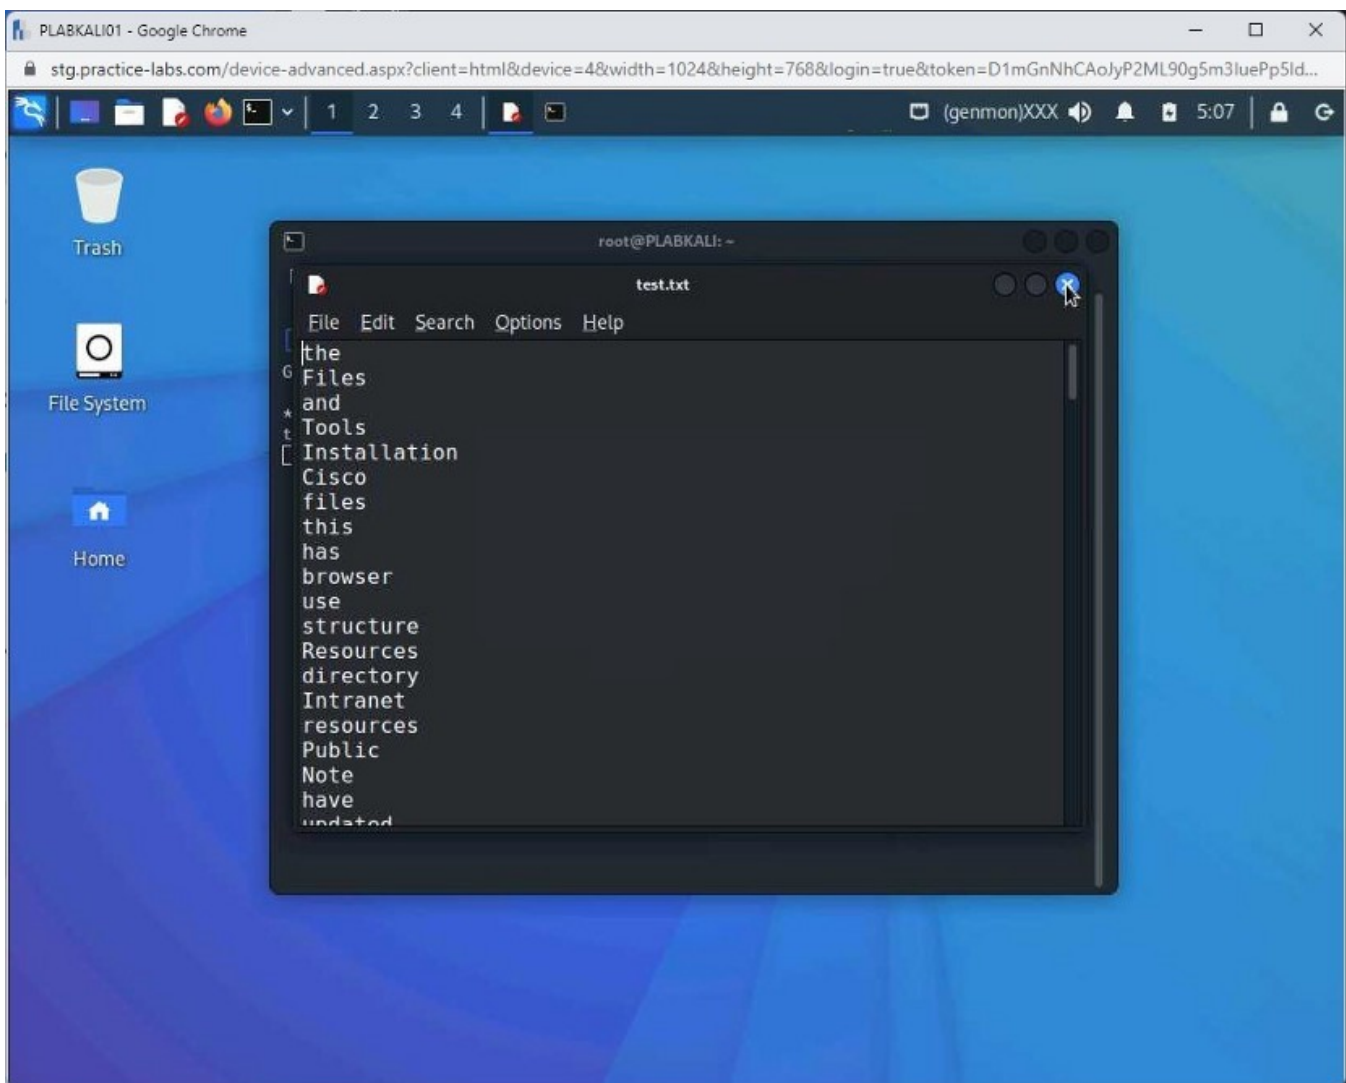 PLABKALI01 - Google Chrome
stg.practice-labs.com/device-advanced.aspx?client=html&device=4&width=1024&height=768&login=true&token=D1mGnNhCAoJyP2ML90g5m3IuePp5Id...
1 2 3 4 (genmon)XXX 5:07
Trash
File System
Home
root@PLABKALI: ~
test.txt
File Edit Search Options Help
the
Files
and
Tools
Installation
Cisco
files
this
has
browser
use
structure
Resources
directory
Intranet
resources
Public
Note
have
updated
G
*
t